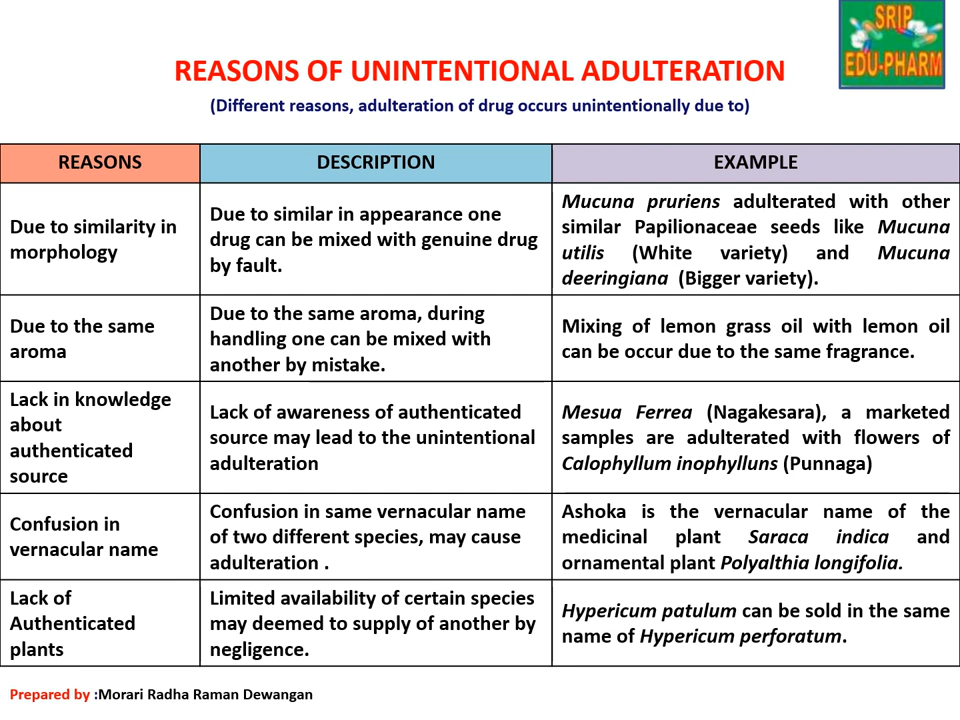 SRIP
EDU-PHARM
REASONS OF UNINTENTIONAL ADULTERATION
(Different reasons, adulteration of drug occurs unintentionally due to)
REASONS
DESCRIPTION
EXAMPLE
Due to similarity in
morphology
Due to similar in appearance one
drug can be mixed with genuine drug
by fault.
Mucuna pruriens adulterated with other
similar Papilionaceae seeds like Mucuna
utilis (White variety) and Mucuna
deeringiana (Bigger variety).
Due to the same
aroma
Due to the same aroma, during
handling one can be mixed with
another by mistake.
Mixing of lemon grass oil with lemon oil
can be occur due to the same fragrance.
Lack in knowledge
about
authenticated
source
Lack of awareness of authenticated
source may lead to the unintentional
adulteration
Mesua Ferrea (Nagakesara), a marketed
samples are adulterated with flowers of
Calophyllum inophylluns (Punnaga)
Confusion in
vernacular name
Confusion in same vernacular name
of two different species, may cause
adulteration .
Ashoka is the vernacular name of the
medicinal plant Saraca indica and
ornamental plant Polyalthia longifolia.
Lack of
Authenticated
plants
Limited availability of certain species
may deemed to supply of another by
negligence.
Hypericum patulum can be sold in the same
name of Hypericum perforatum.
Prepared by :Morari Radha Raman Dewangan